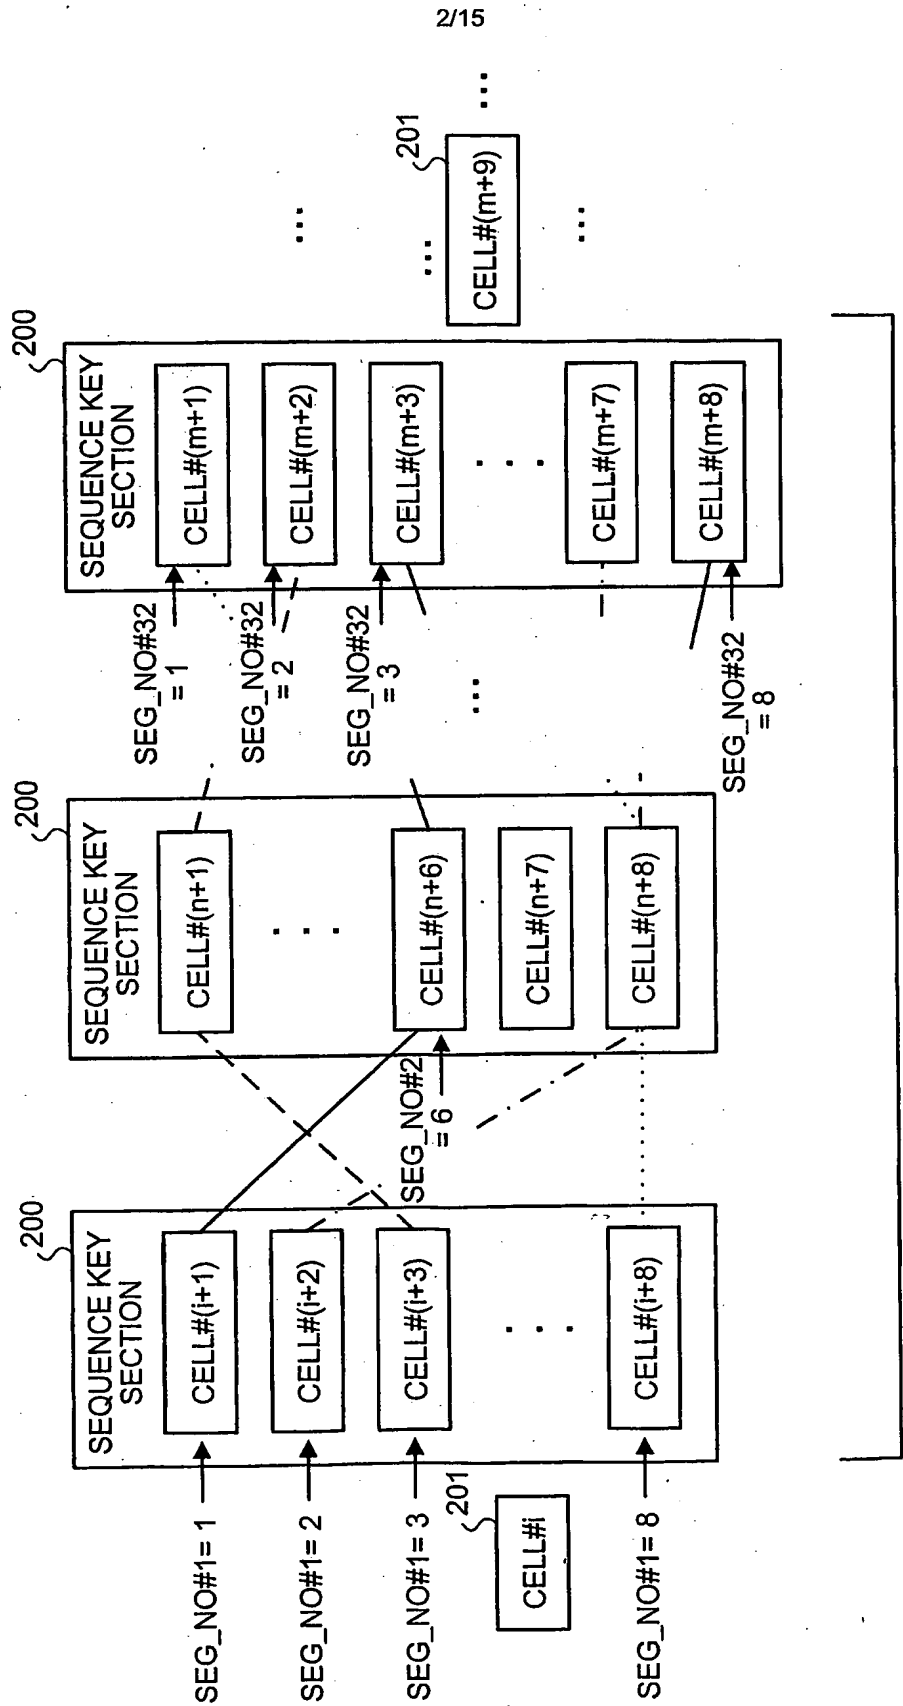 2/15
SEG_NO#1= 1
SEG_NO#1= 2
SEG_NO#1= 3
SEG_NO#1= 8
201
CELL#i
200
SEQUENCE KEY
SECTION
CELL#(i+1)
CELL#(i+2)
CELL#(i+3)
. . .
CELL#(i+8)
SEG_NO#2
= 6
200
SEQUENCE KEY
SECTION
CELL#(n+1)
. . .
CELL#(n+6)
CELL#(n+7)
CELL#(n+8)
...
SEG_NO#32
= 1
SEG_NO#32
= 2
SEG_NO#32
= 3
SEG_NO#32
= 8
200
SEQUENCE KEY
SECTION
CELL#(m+1)
CELL#(m+2)
CELL#(m+3)
. . .
CELL#(m+7)
CELL#(m+8)
...
...
201
CELL#(m+9)
...
...